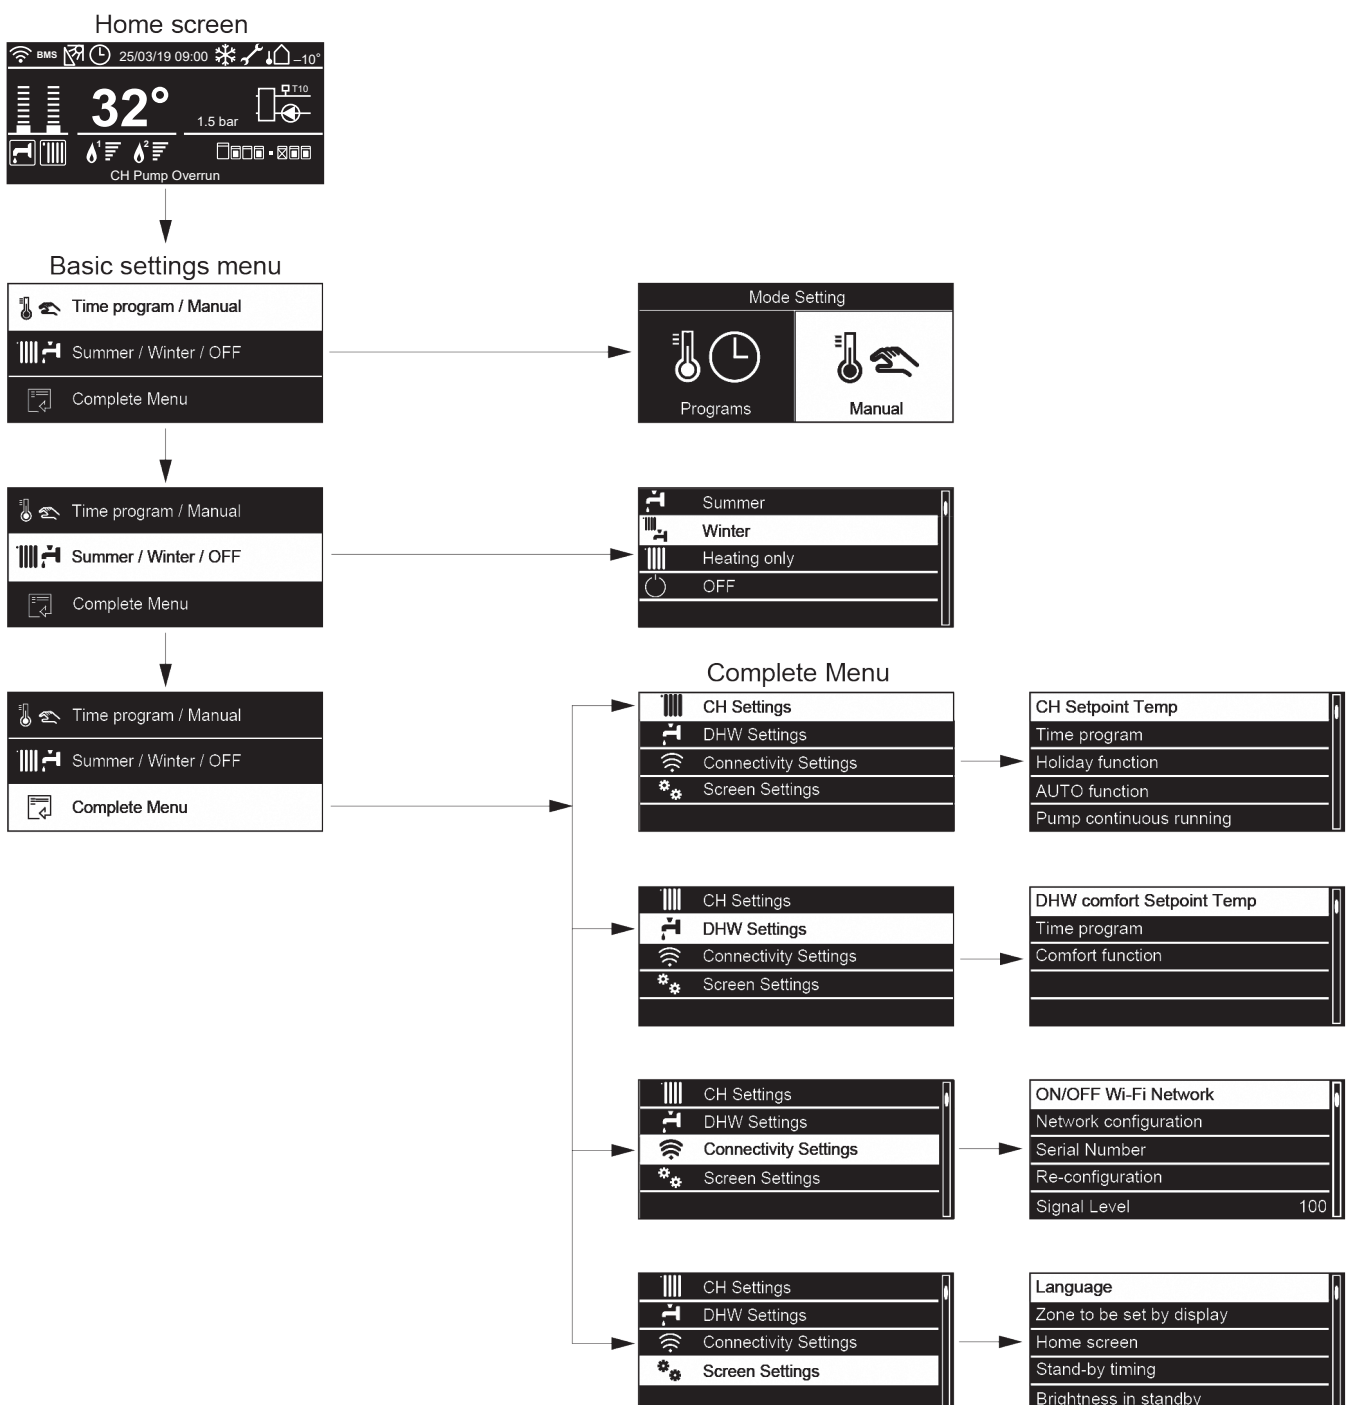 Home screen
BMS 25/03/19 09:00 –10°
32° T10
1.5 bar
1 2
CH Pump Overrun
Basic settings menu
Time program / Manual
Summer / Winter / OFF
Complete Menu
Mode Setting
Programs Manual
Time program / Manual
Summer / Winter / OFF
Complete Menu
Summer
Winter
Heating only
OFF
Time program / Manual
Summer / Winter / OFF
Complete Menu
Complete Menu
CH Settings
DHW Settings
Connectivity Settings
Screen Settings
CH Setpoint Temp
Time program
Holiday function
AUTO function
Pump continuous running
CH Settings
DHW Settings
Connectivity Settings
Screen Settings
DHW comfort Setpoint Temp
Time program
Comfort function
CH Settings
DHW Settings
Connectivity Settings
Screen Settings
ON/OFF Wi-Fi Network
Network configuration
Serial Number
Re-configuration
Signal Level 100
CH Settings
DHW Settings
Connectivity Settings
Screen Settings
Language
Zone to be set by display
Home screen
Stand-by timing
Brightness in standby